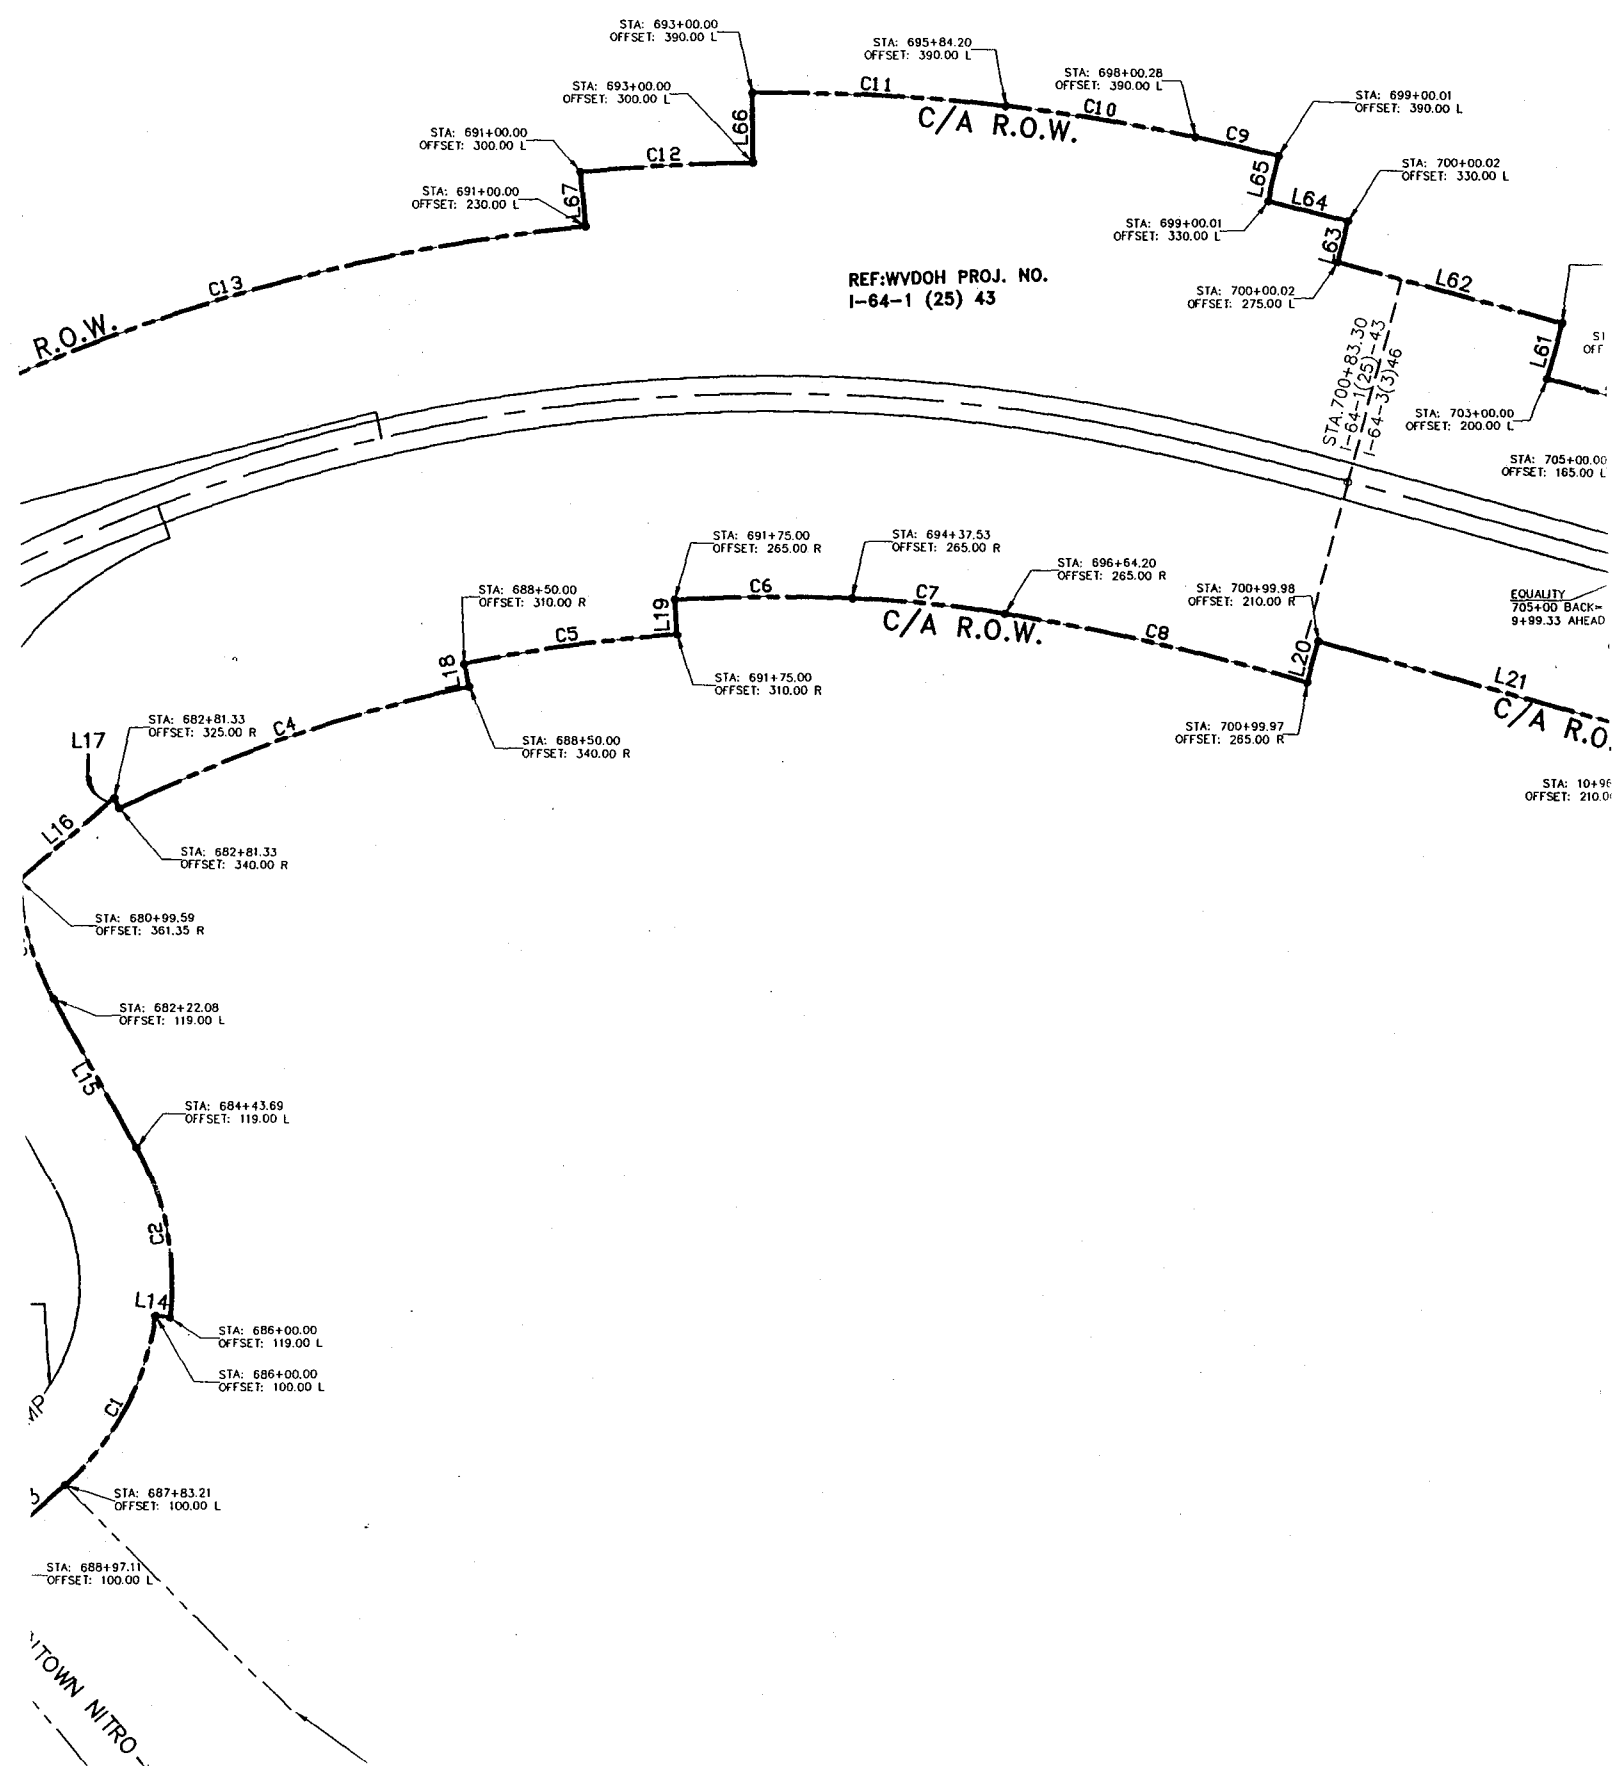 STA: 693+00.00
OFFSET: 390.00 L
STA: 695+84.20
OFFSET: 390.00 L
STA: 698+00.28
OFFSET: 390.00 L
STA: 699+00.01
OFFSET: 390.00 L
STA: 693+00.00
OFFSET: 300.00 L
C11
C10
C9
C/A R.O.W.
L66
STA: 691+00.00
OFFSET: 300.00 L
C12
L65
STA: 700+00.02
OFFSET: 330.00 L
L67
STA: 691+00.00
OFFSET: 230.00 L
L64
STA: 699+00.01
OFFSET: 330.00 L
L63
C13
REF:WVDOH PROJ. NO.
I-64-1 (25) 43
STA: 700+00.02
OFFSET: 275.00 L
L62
R.O.W.
STA.700+83.30
I-64-1(25)-43
I-64-3(3)46
L61
STA: 703+00.00
OFFSET: 200.00 L
STA: 705+00.00
OFFSET: 165.00 L
STA: 691+75.00
OFFSET: 265.00 R
STA: 694+37.53
OFFSET: 265.00 R
STA: 696+64.20
OFFSET: 265.00 R
STA: 688+50.00
OFFSET: 310.00 R
STA: 700+99.98
OFFSET: 210.00 R
EQUALITY
705+00 BACK=
9+99.33 AHEAD
C6
C7
L19
C/A R.O.W.
C5
C8
L18
L20
STA: 691+75.00
OFFSET: 310.00 R
L21
C/A R.O.
STA: 682+81.33
OFFSET: 325.00 R
C4
L17
STA: 688+50.00
OFFSET: 340.00 R
STA: 700+99.97
OFFSET: 265.00 R
STA: 10+96
OFFSET: 210.0
L16
STA: 682+81.33
OFFSET: 340.00 R
STA: 680+99.59
OFFSET: 361.35 R
STA: 682+22.08
OFFSET: 119.00 L
L15
STA: 684+43.69
OFFSET: 119.00 L
C2
L14
STA: 686+00.00
OFFSET: 119.00 L
STA: 686+00.00
OFFSET: 100.00 L
C1
MP
STA: 687+83.21
OFFSET: 100.00 L
STA: 688+97.11
OFFSET: 100.00 L
TOWN NITRO